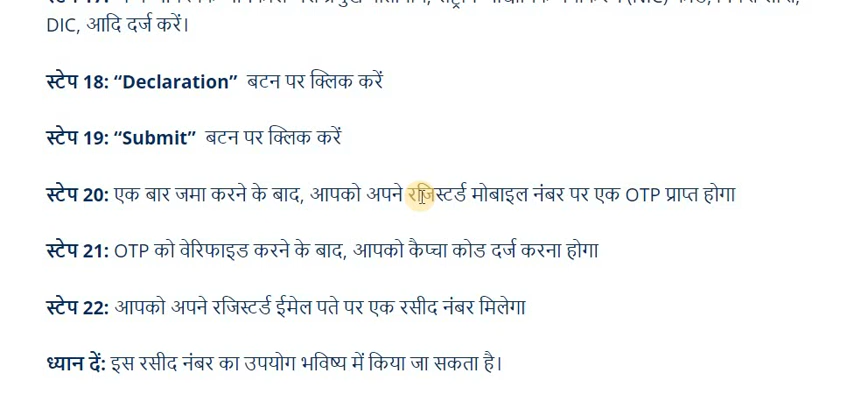 DIC, आदि दर्ज करें।
स्टेप 18: “Declaration” बटन पर क्लिक करें
स्टेप 19: “Submit” बटन पर क्लिक करें
स्टेप 20: एक बार जमा करने के बाद, आपको अपने रजिस्टर्ड मोबाइल नंबर पर एक OTP प्राप्त होगा
स्टेप 21: OTP को वेरिफाइड करने के बाद, आपको कैप्चा कोड दर्ज करना होगा
स्टेप 22: आपको अपने रजिस्टर्ड ईमेल पते पर एक रसीद नंबर मिलेगा
ध्यान दें: इस रसीद नंबर का उपयोग भविष्य में किया जा सकता है।